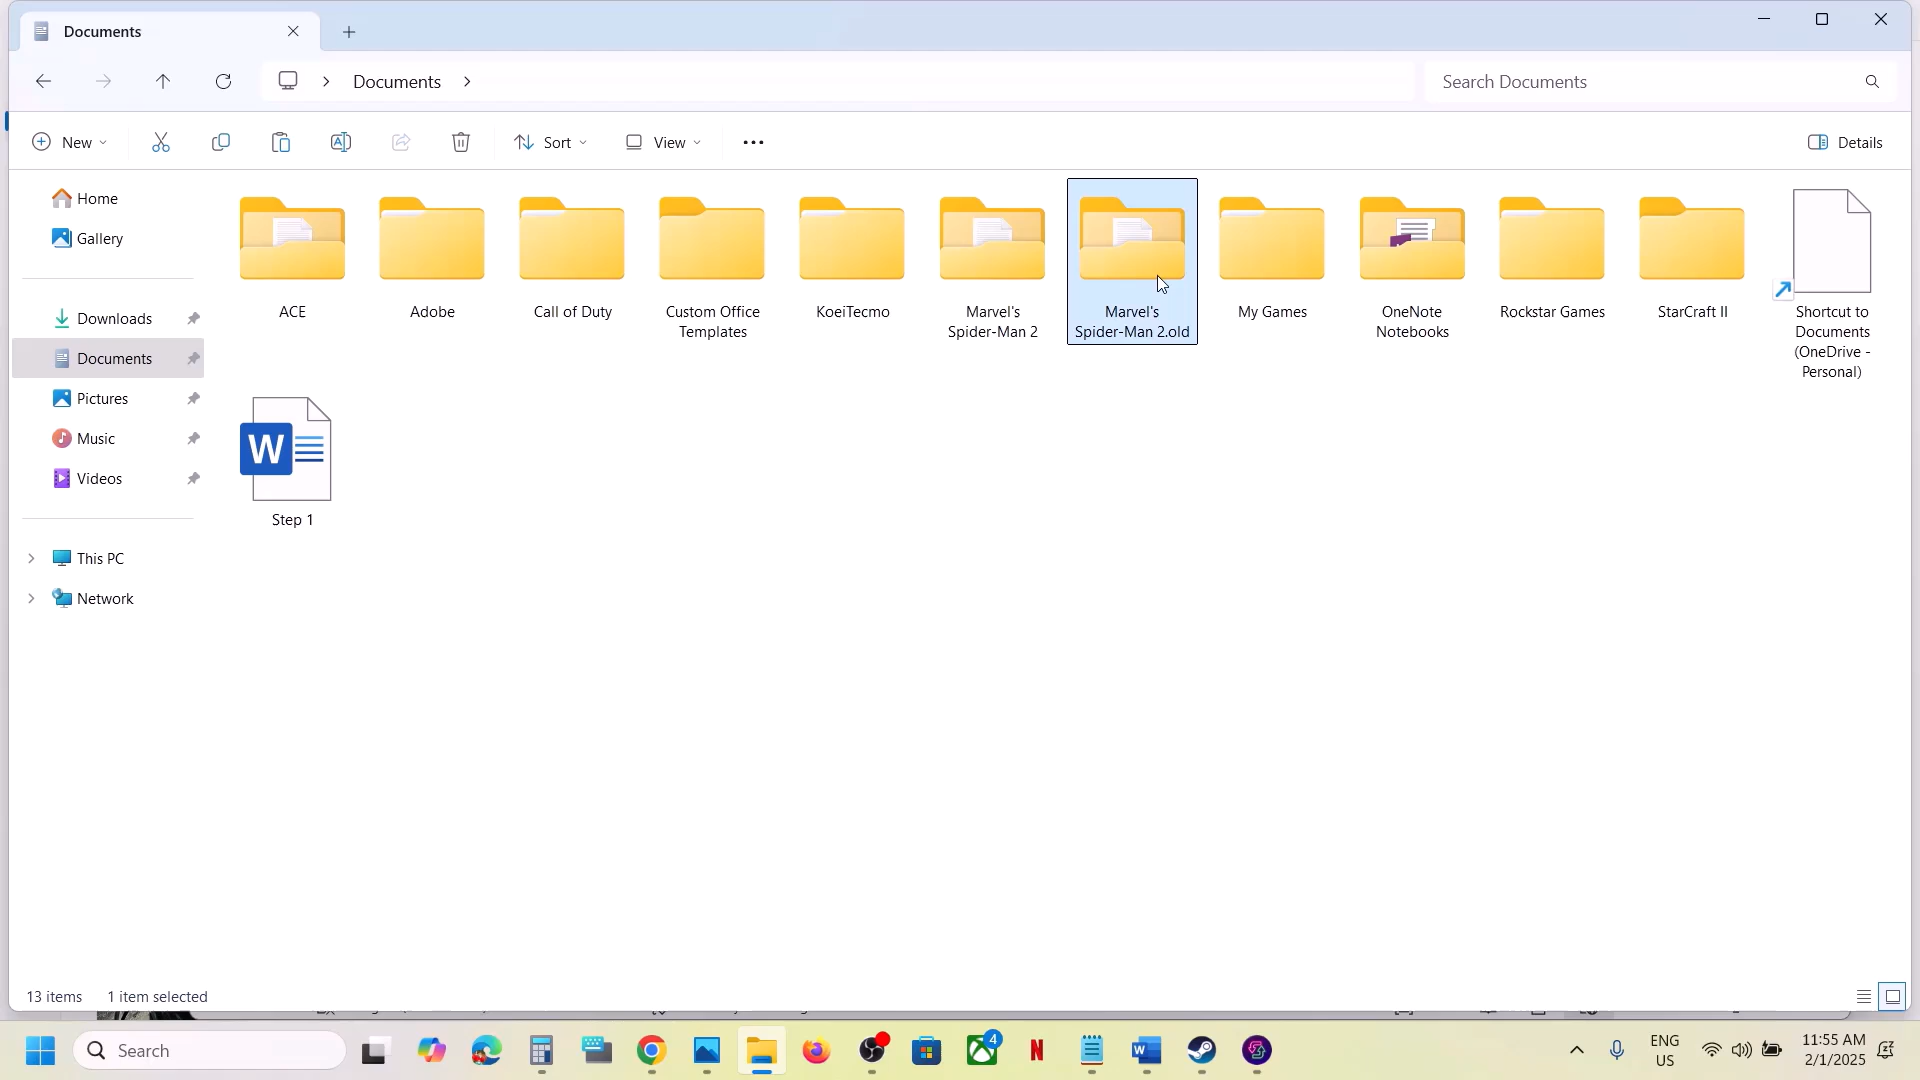 Documents
Documents
Search Documents
New
Sort
View
Details
Home
Gallery
Downloads
Documents
Pictures
Music
Videos
This PC
Network
ACE
Adobe
Call of Duty
Custom Office
Templates
KoeiTecmo
Marvel's
Spider-Man 2
Marvel's
Spider-Man 2.old
My Games
OneNote
Notebooks
Rockstar Games
StarCraft II
Shortcut to
Documents
(OneDrive -
Personal)
W
Step 1
13 items
1 item selected
Search
N
4
W
ENG
US
11:55 AM
2/1/2025